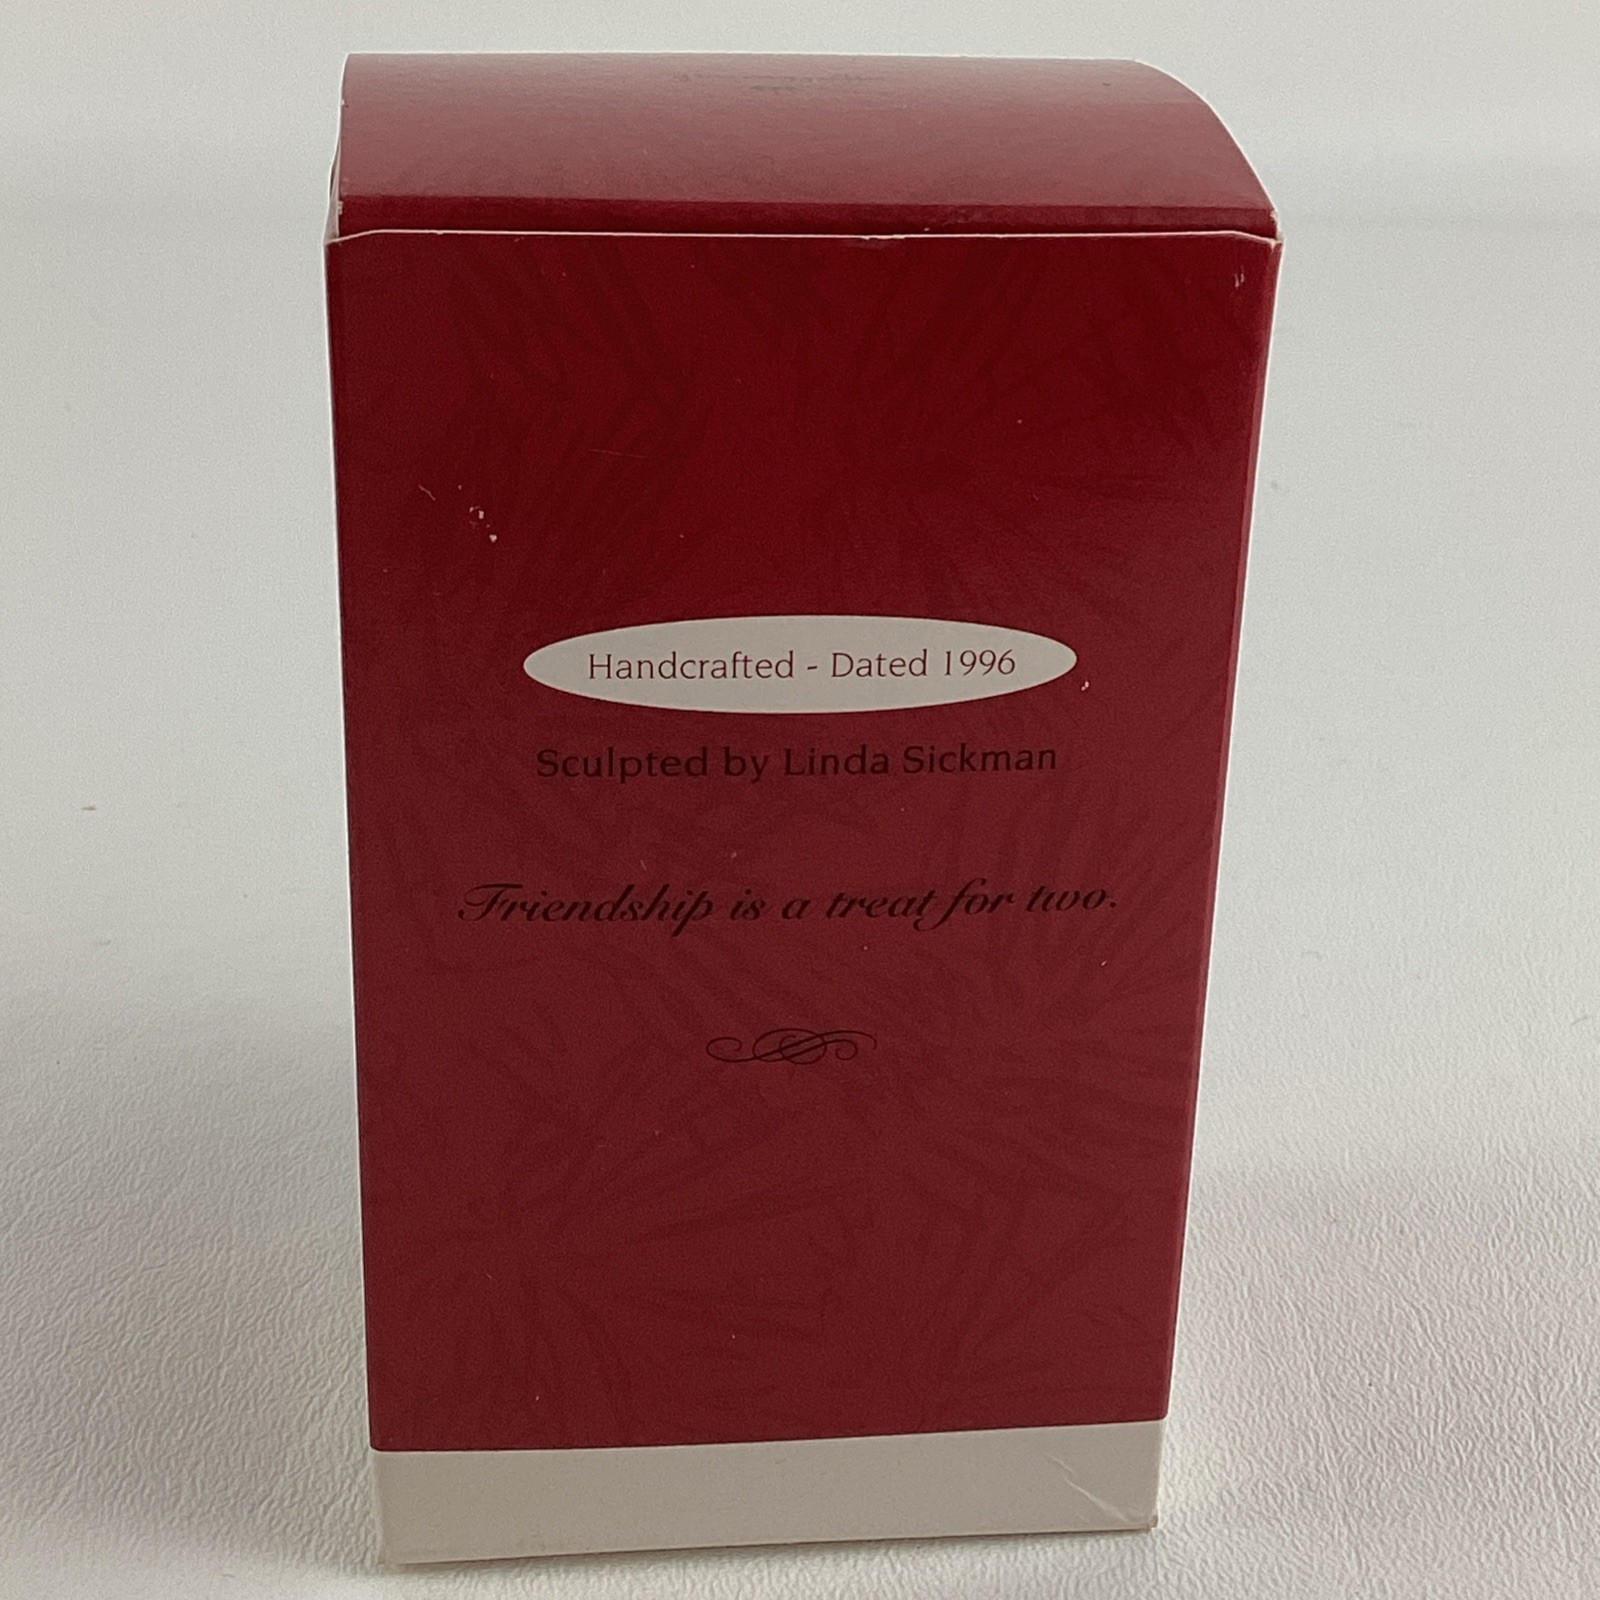 Handcrafted - Dated 1996
Sculpted by Linda Sickman
Friendship is a treat for two.